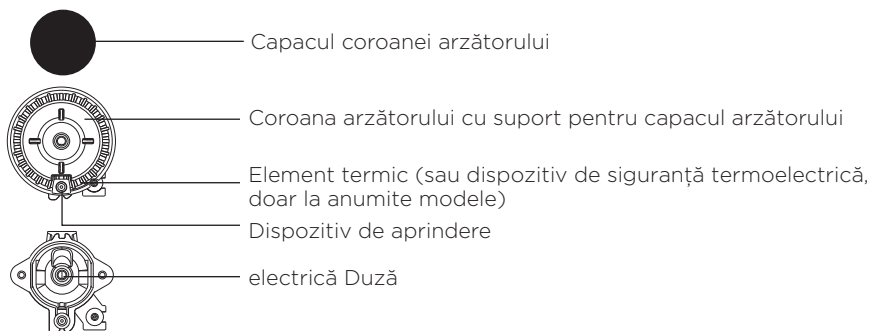 Capacul coroanei arzătorului
Coroana arzătorului cu suport pentru capacul arzătorului
Element termic (sau dispozitiv de siguranță termoelectrică,
doar la anumite modele)
Dispozitiv de aprindere
electrică Duză